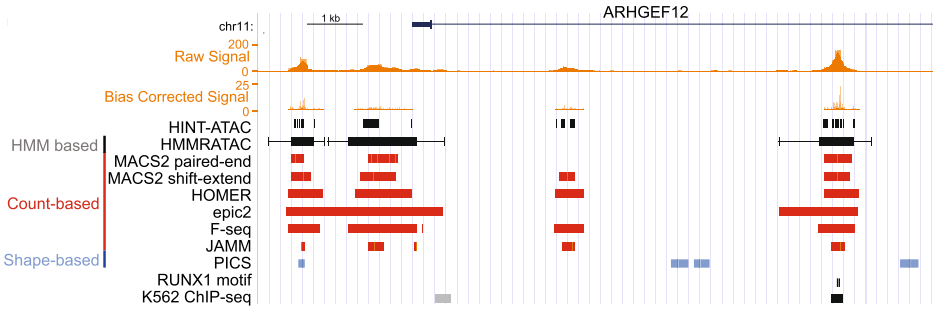 ARHGEF12
1 kb
chr11:
200
Raw Signal
0
25
Bias Corrected Signal
0
HINT-ATAC
HMM based
HMMRATAC
MACS2 paired-end
MACS2 shift-extend
HOMER
Count-based
epic2
F-seq
JAMM
Shape-based
PICS
RUNX1 motif
K562 ChIP-seq